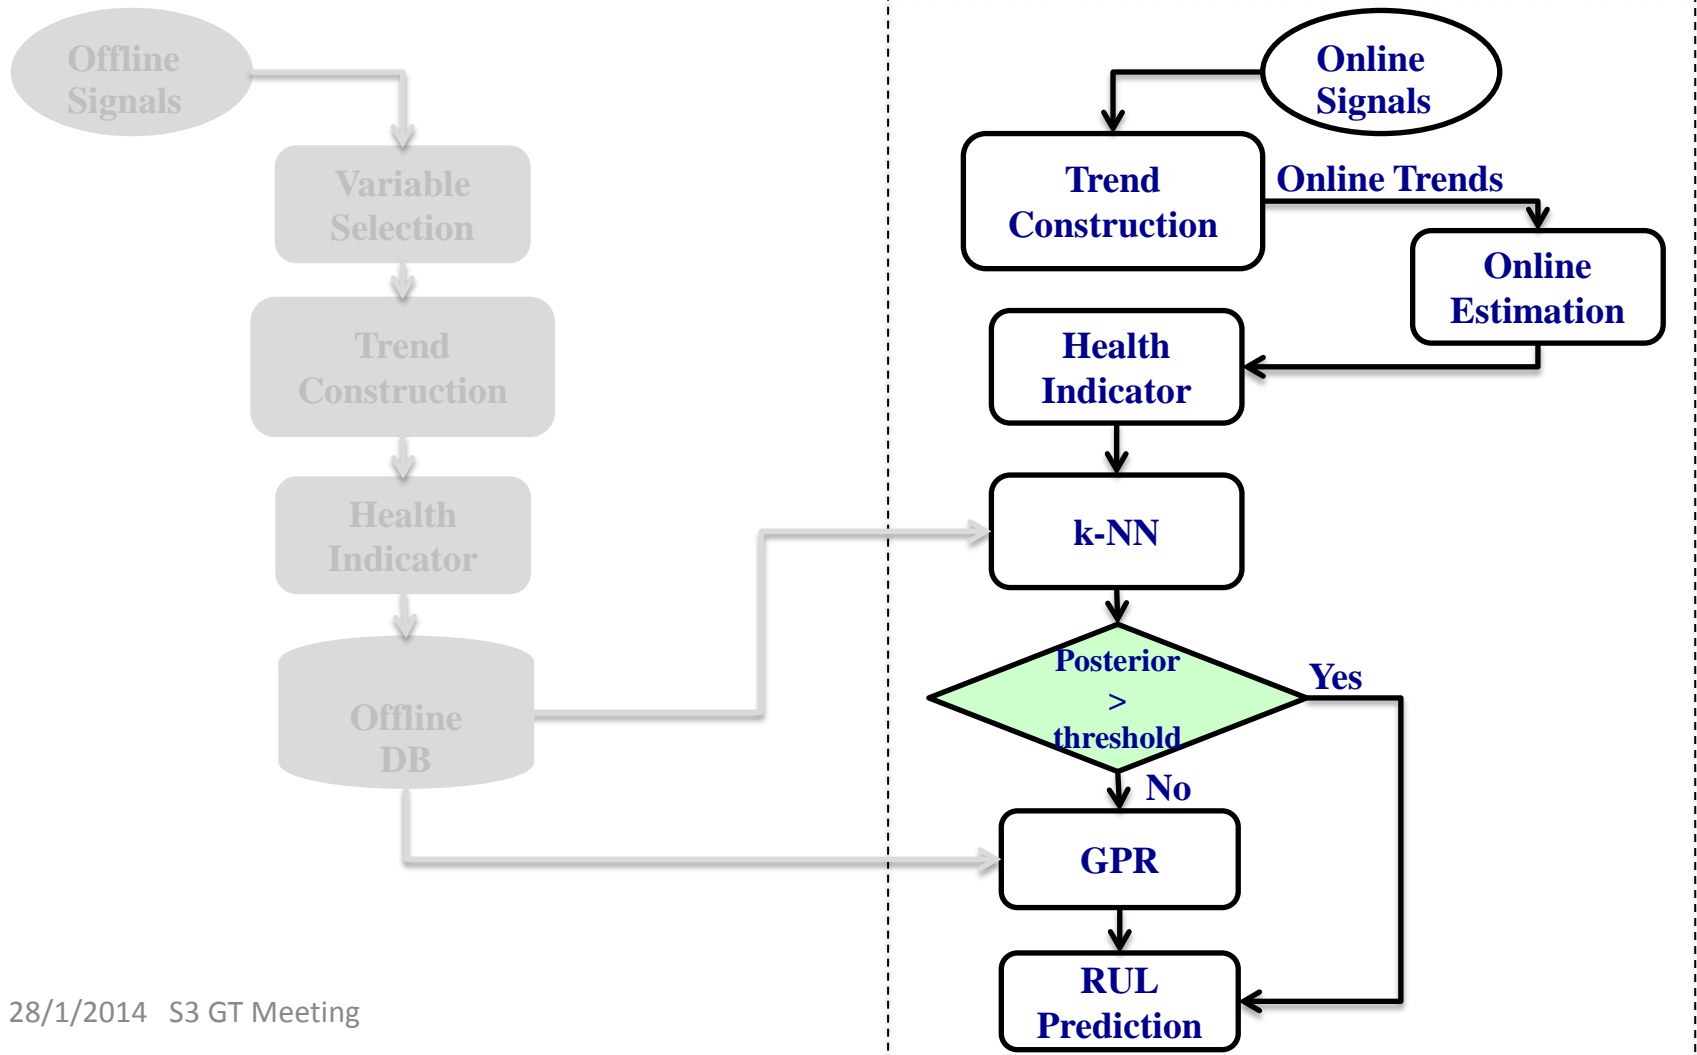 Offline
Signals
Variable
Selection
Trend
Construction
Health
Indicator
Offline
DB
Online
Signals
Trend
Construction
Online Trends
Online
Estimation
Health
Indicator
k-NN
Posterior
>
threshold
Yes
No
GPR
RUL
Prediction
28/1/2014 S3 GT Meeting